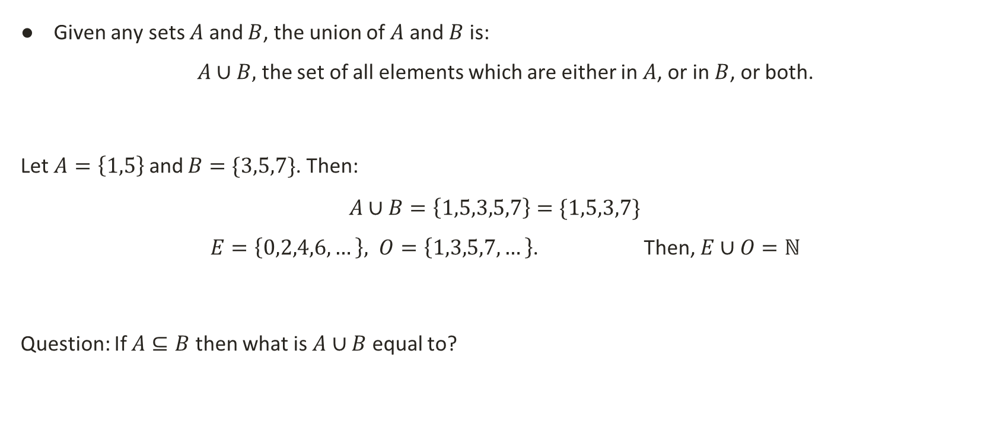 ● Given any sets A and B, the union of A and B is:
A ∪ B, the set of all elements which are either in A, or in B, or both.
Let A = {1,5} and B = {3,5,7}. Then:
A ∪ B = {1,5,3,5,7} = {1,5,3,7}
E = {0,2,4,6, … }, O = {1,3,5,7, … }. Then, E ∪ O = ℕ
Question: If A ⊆ B then what is A ∪ B equal to?